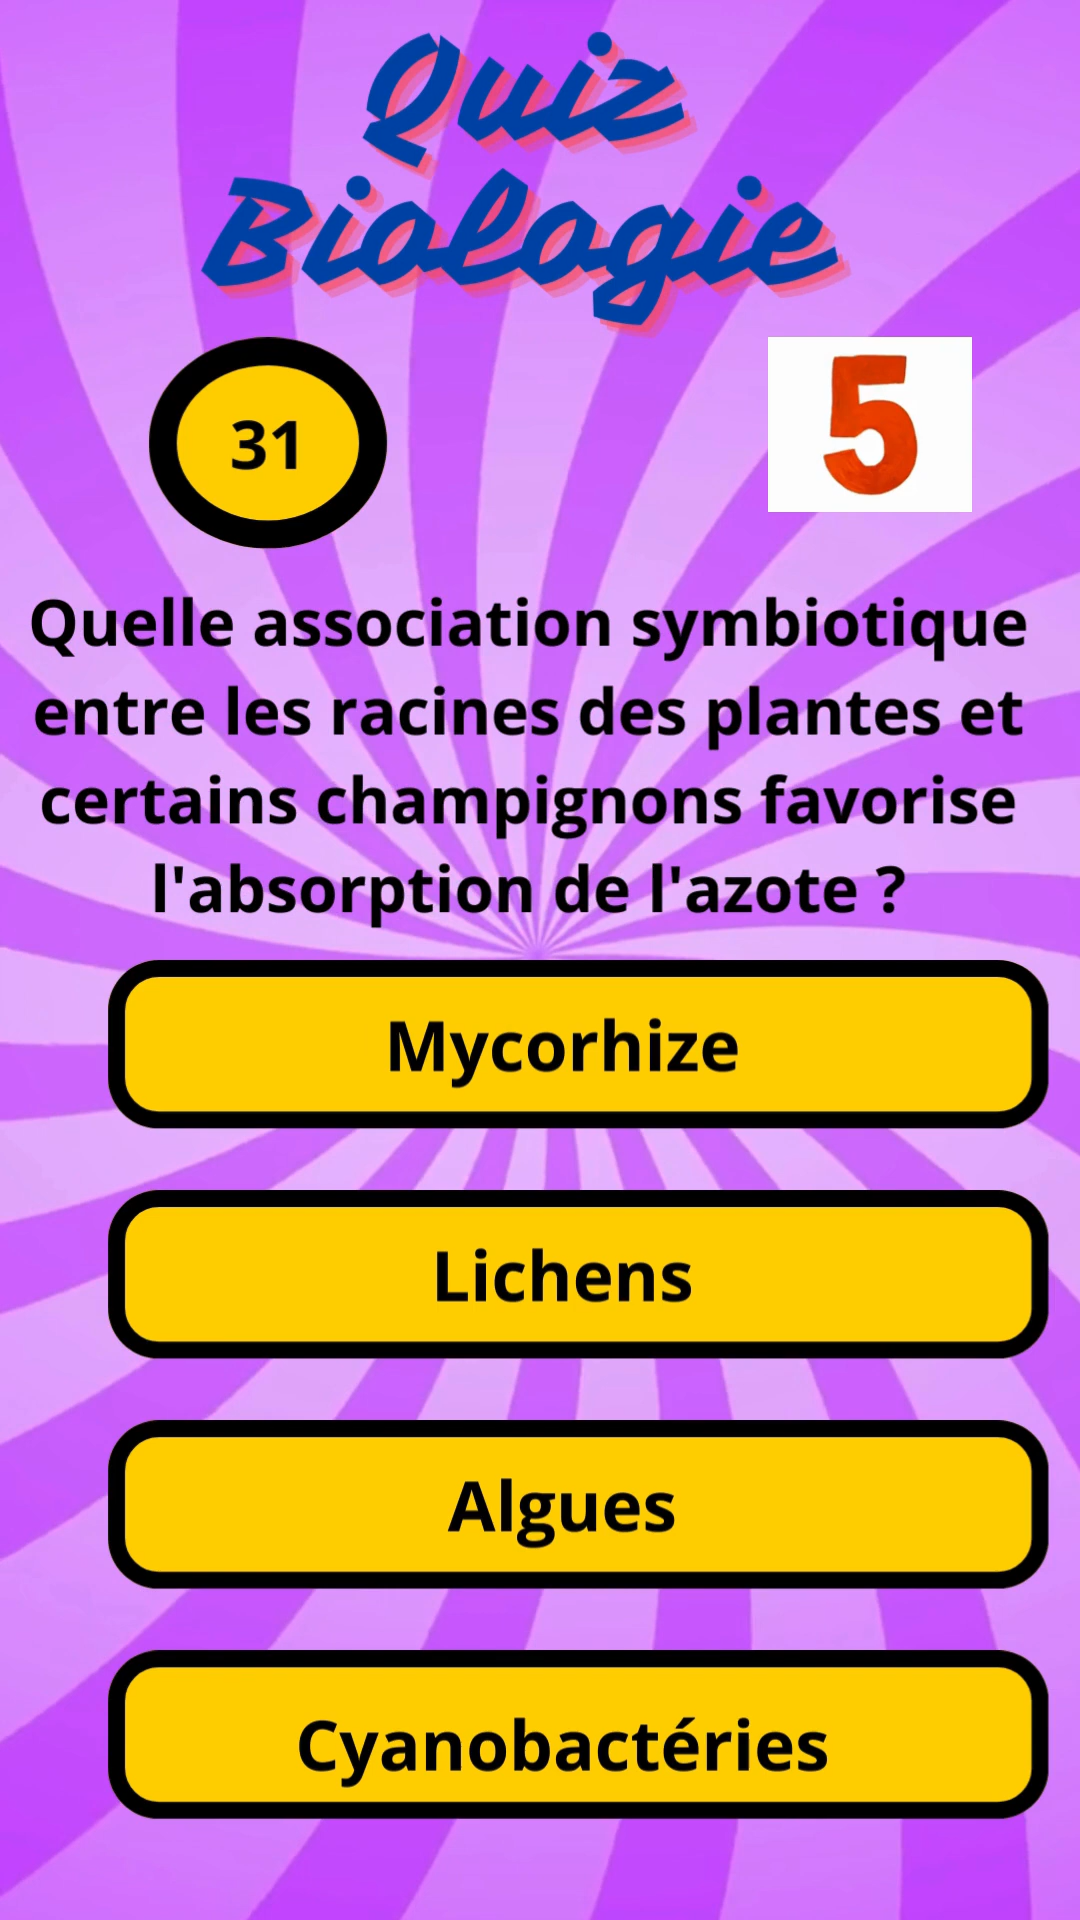 Quiz
Biologie
31
5
Quelle association symbiotique
entre les racines des plantes et
certains champignons favorise
l'absorption de l'azote ?
Mycorhize
Lichens
Algues
Cyanobactéries